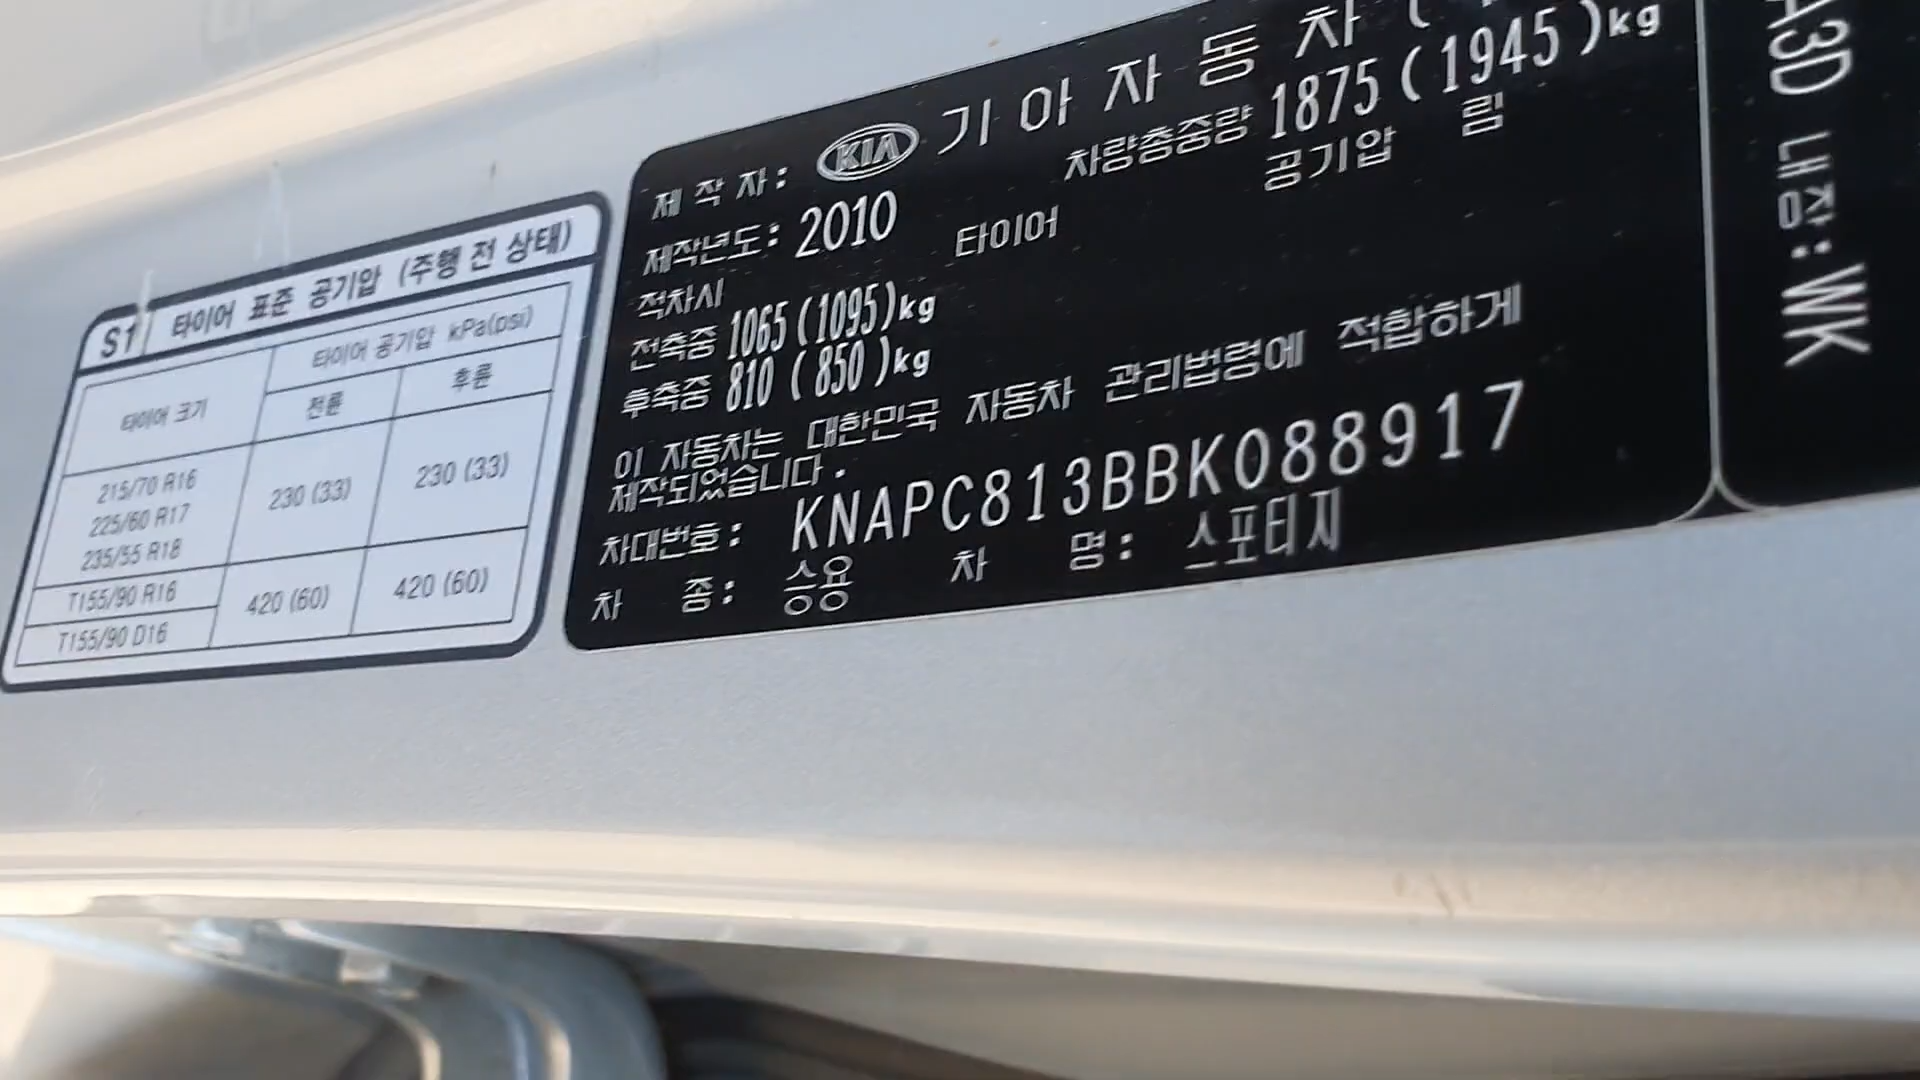 S1 타이어 표준 공기압 (주행 전 상태)
타이어 크기
타이어 공기압 kPa(psi)
전륜 후륜
215/70 R16
225/60 R17
235/55 R18
230 (33) 230 (33)
T155/90 R16
T155/90 D16
420 (60) 420 (60)
제작자: KIA 기아자동차 (
제작년도: 2010 차량총중량 1875 (1945)kg
적차시 타이어 공기압 림
전축중 1065 (1095)kg
후축중 810 (850)kg
이 자동차는 대한민국 자동차 관리법령에 적합하게
제작되었습니다.
차대번호: KNAPC813BBK088917
차 종: 승용 차 명: 스포티지
A3D 내장: WK